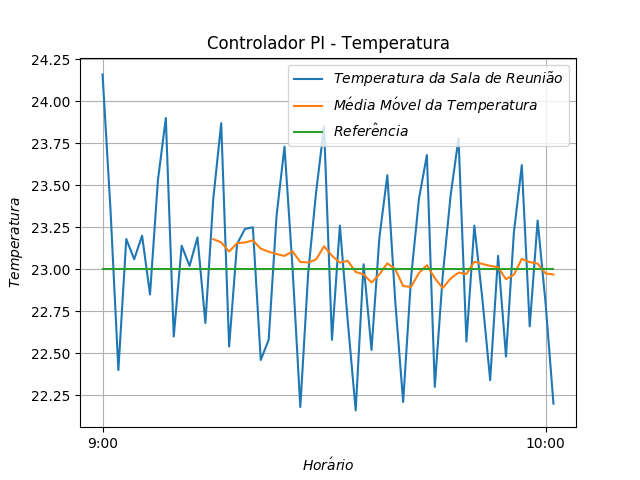 Controlador PI - Temperatura
Temperatura da Sala de Reunião
Média Móvel da Temperatura
Referência
24.25
24.00
23.75
23.50
23.25
23.00
22.75
22.50
22.25
Temperatura
9:00
10:00
Horário